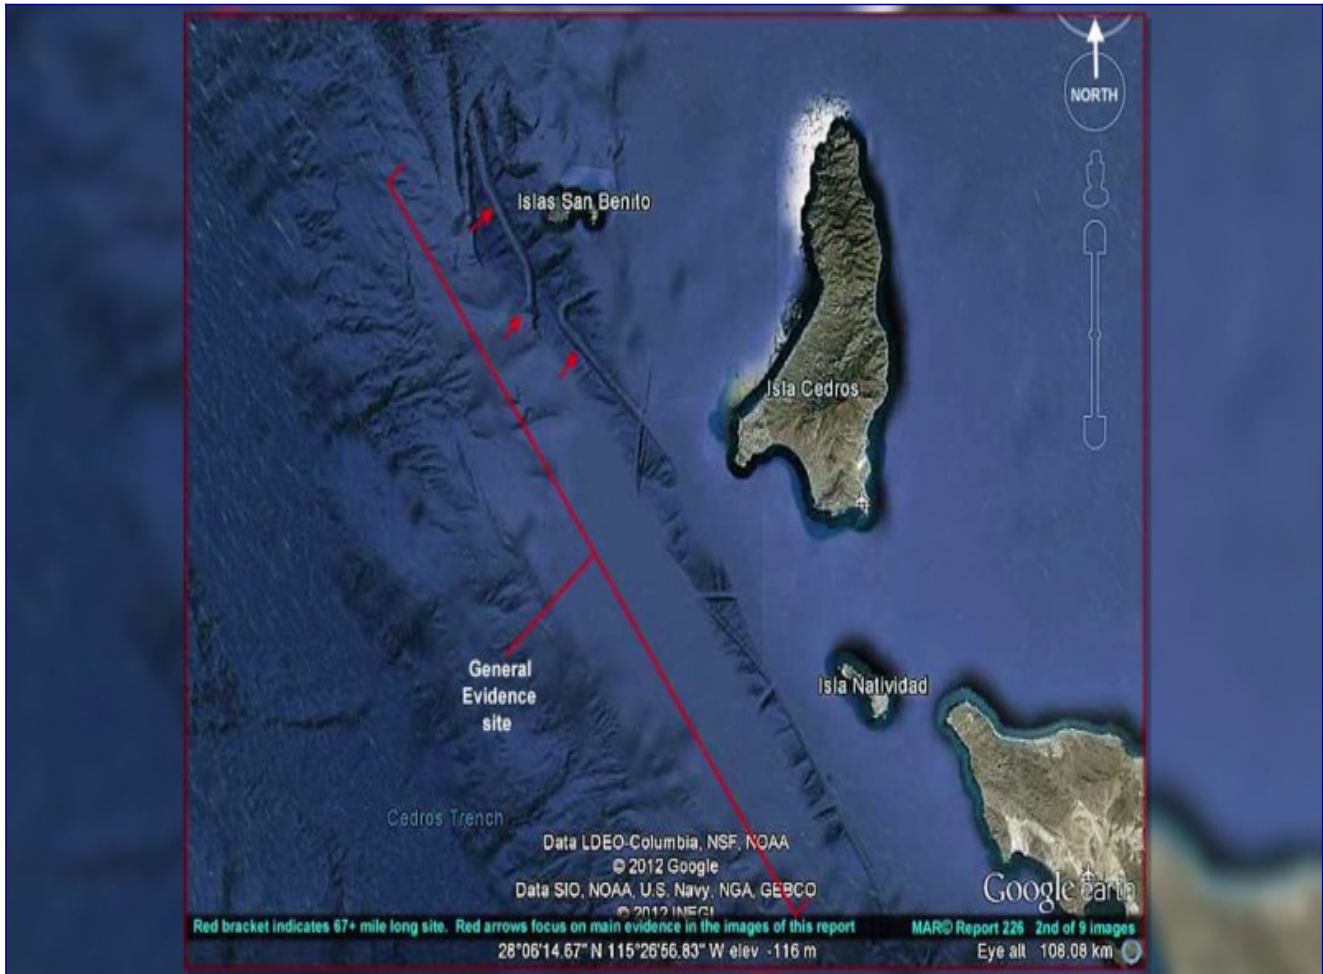 NORTH
Islas San Benito
Isla Cedros
General
Evidence
site
Isla Natividad
Cedros Trench
Data LDEO-Columbia, NSF, NOAA
© 2012 Google
Data SIO, NOAA, U.S. Navy, NGA, GEBCO
© 2012 INEGI
Google earth
Red bracket indicates 67+ mile long site. Red arrows focus on main evidence in the images of this report
MAR© Report 226 2nd of 9 images
28°06'14.67" N 115°26'56.83" W elev -116 m
Eye alt 108.08 km